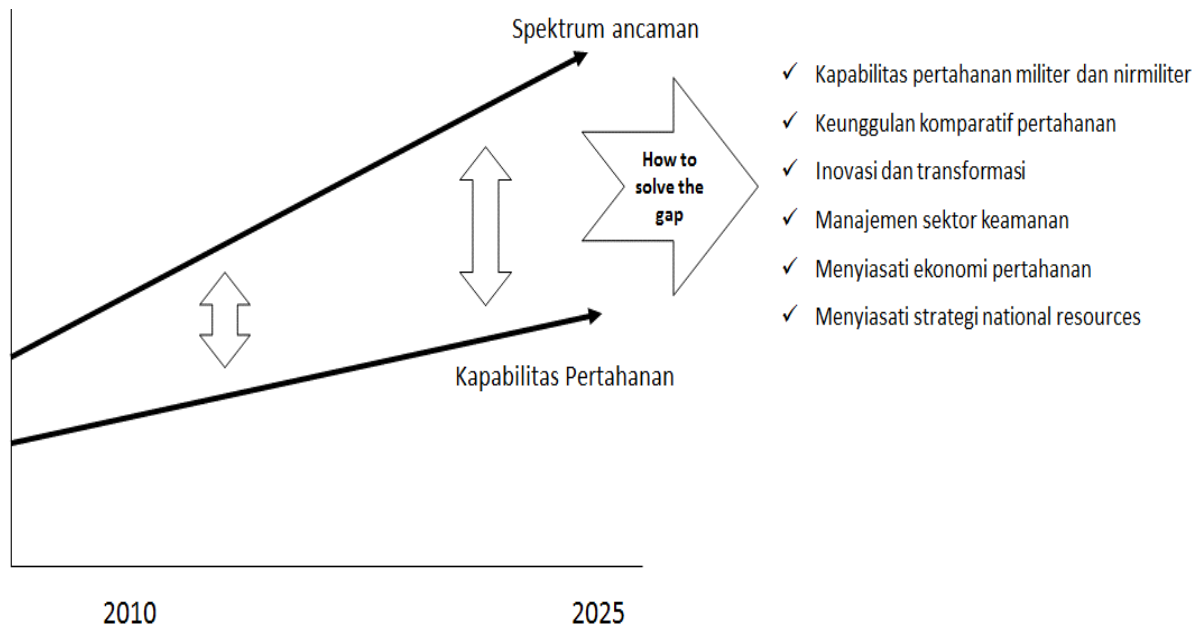 Spektrum ancaman
Kapabilitas Pertahanan
2010
2025
How to
solve the
gap
✓ Kapabilitas pertahanan militer dan nirmiliter
✓ Keunggulan komparatif pertahanan
✓ Inovasi dan transformasi
✓ Manajemen sektor keamanan
✓ Menyiasati ekonomi pertahanan
✓ Menyiasati strategi national resources